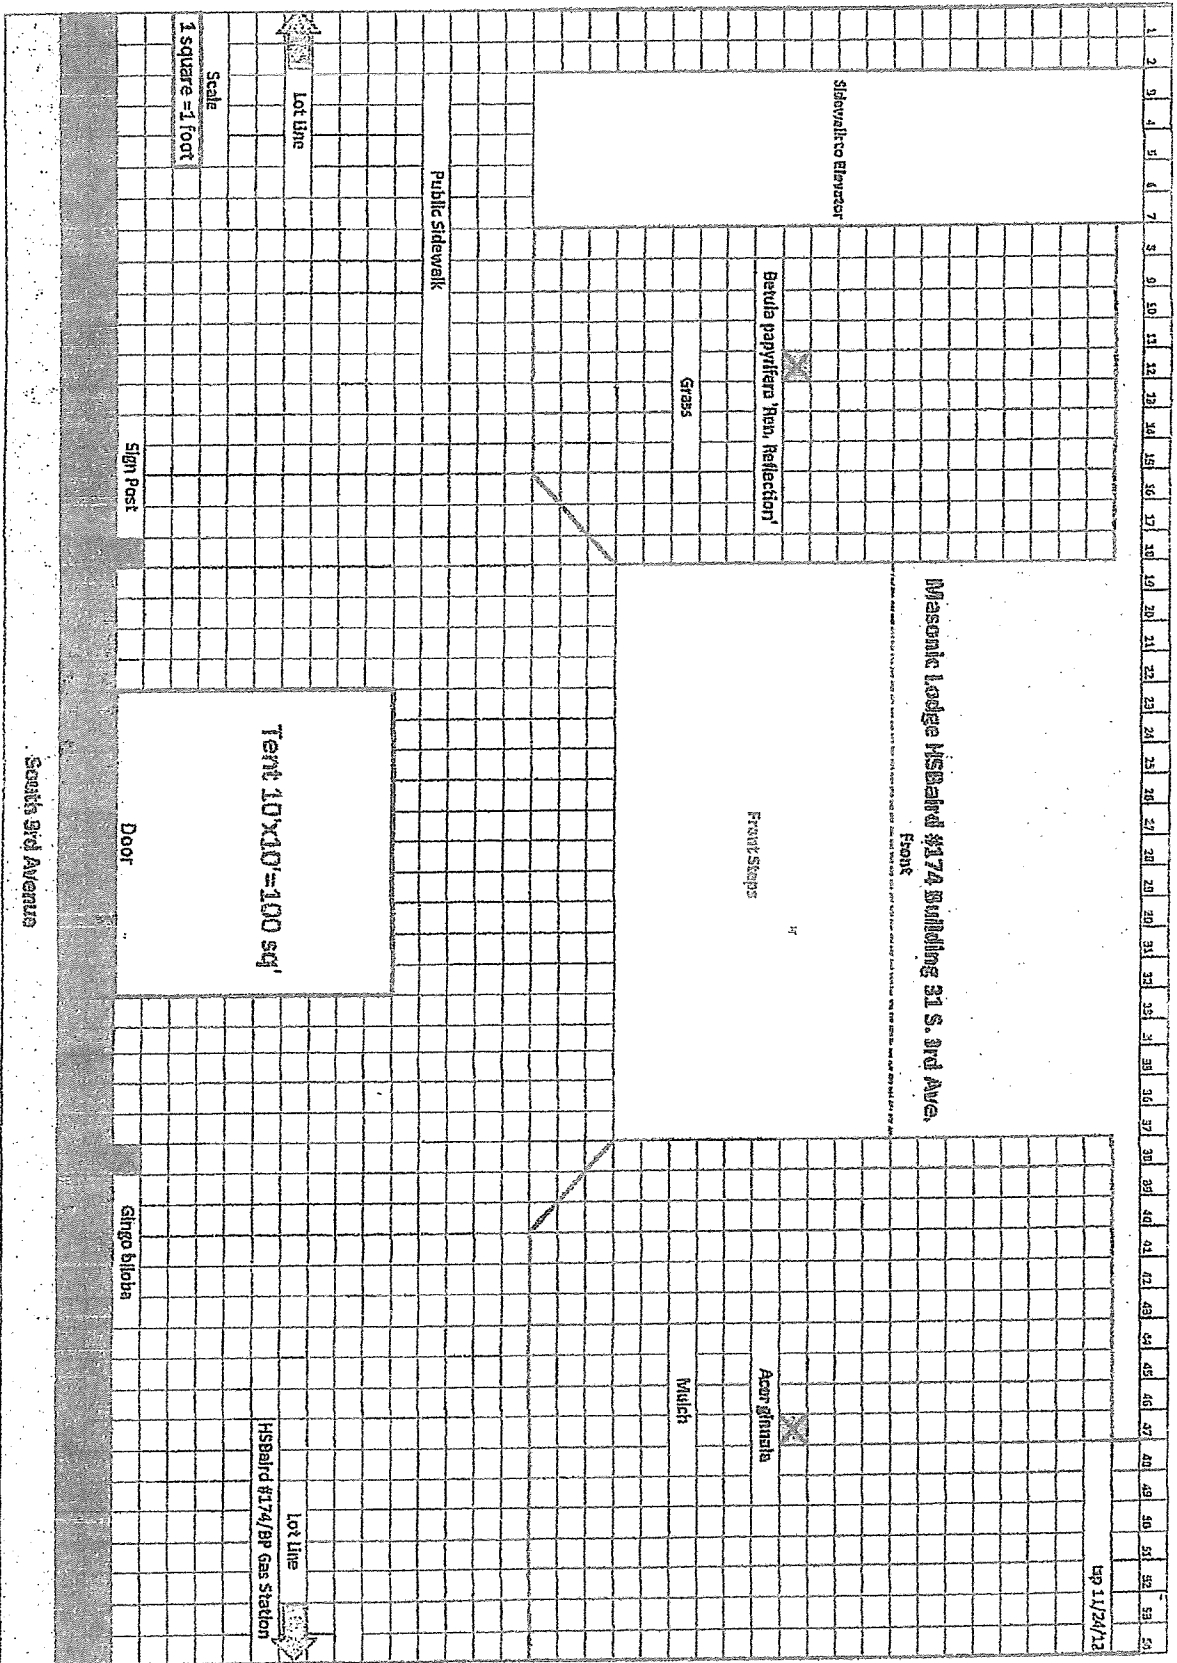 1 2 3 4 5 6 7 8 9 10 11 12 13 14 15 16 17 18 19 20 21 22 23 24 25 26 27 28 29 30 31 32 33 34 35 36 37 38 39 40 41 42 43 44 45 46 47 48 49 50 51 52 53 54
tsp 11/24/12
Masonic Lodge HSBaird #174 Building 31 S. 3rd Ave.
Front
Sidewalk to Elevator
Front Steps
Betula papyrifera 'Ren. Reflection'
Acer ginnala
Grass
Mulch
Public Sidewalk
Lot Line
Lot Line
HSBaird #174/BP Gas Station
Tent 10'x10'=100 sq'
Scale
1 square =1 foot
Sign Post
Door
Gingo biloba
South 3rd Avenue